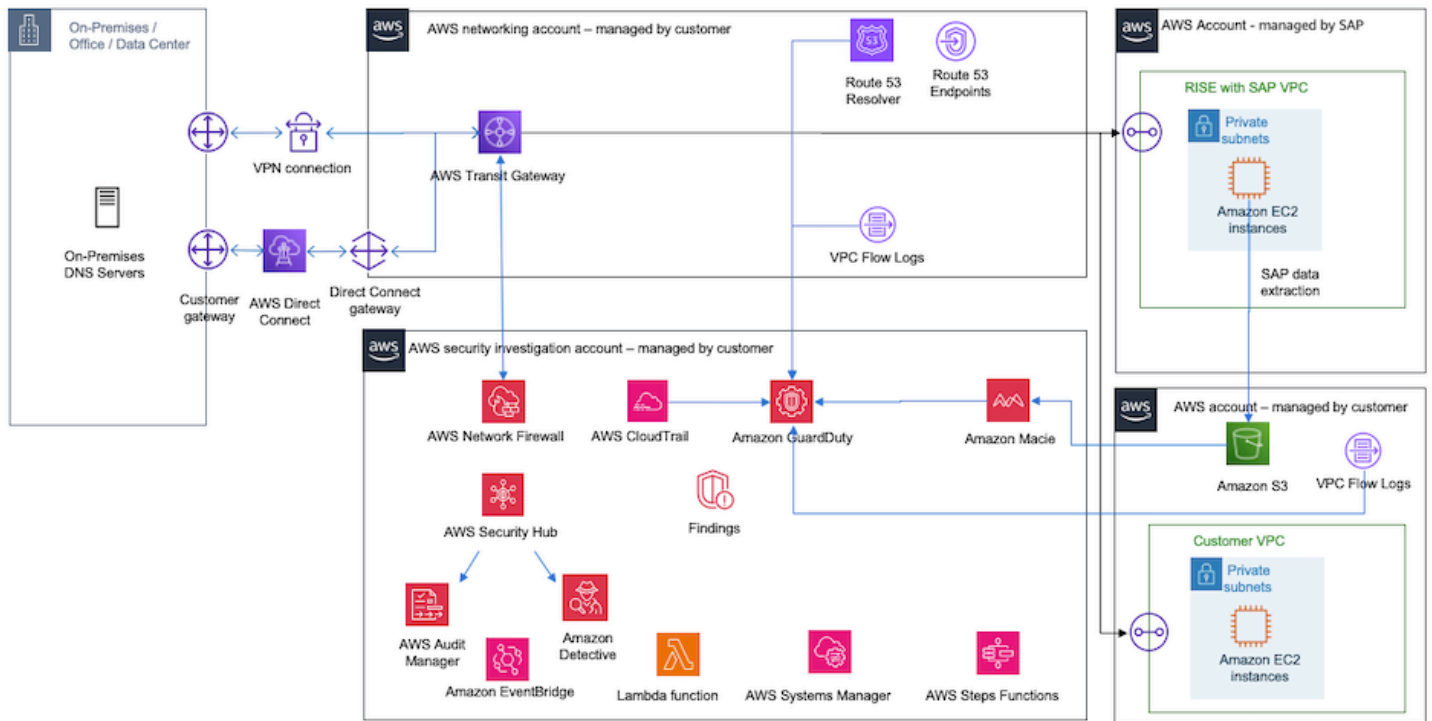 On-Premises /
Office / Data Center
On-Premises
DNS Servers
VPN connection
Customer
gateway
AWS Direct
Connect
Direct Connect
gateway
aws
AWS networking account – managed by customer
AWS Transit Gateway
53
Route 53
Resolver
Route 53
Endpoints
VPC Flow Logs
aws
AWS Account - managed by SAP
RISE with SAP VPC
Private
subnets
Amazon EC2
instances
SAP data
extraction
aws
AWS security investigation account – managed by customer
AWS Network Firewall
AWS CloudTrail
Amazon GuardDuty
Amazon Macie
AWS Security Hub
Findings
AWS Audit
Manager
Amazon
Detective
Amazon EventBridge
Lambda function
AWS Systems Manager
AWS Steps Functions
aws
AWS account – managed by customer
Amazon S3
VPC Flow Logs
Customer VPC
Private
subnets
Amazon EC2
instances